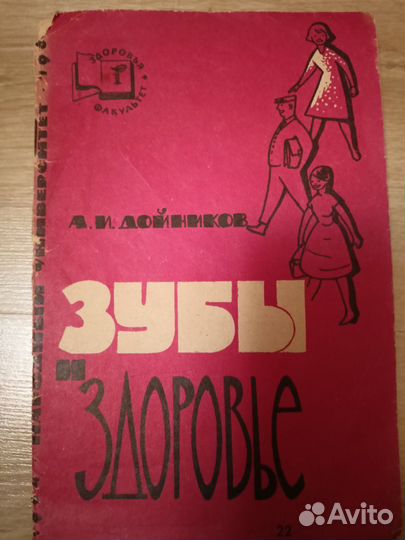 ЗДОРОВЬЯ
ФАКУЛЬТЕТ
А. И. ДОЙНИКОВ
ЗУБЫ
И
ЗДОРОВЬЕ
22
УНИВЕРСИТЕТ
Avito